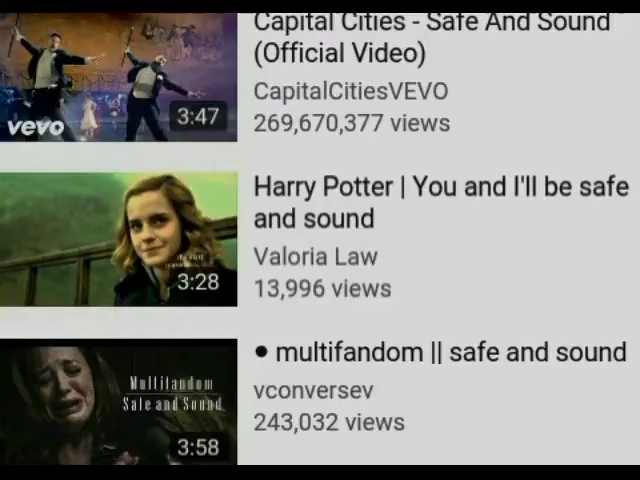 Capital Cities - Safe And Sound
(Official Video)
CapitalCitiesVEVO
269,670,377 views
vevo
3:47
Harry Potter | You and I'll be safe
and sound
Valoria Law
13,996 views
3:28
● multifandom || safe and sound
vconversev
243,032 views
Multifandom
Safe and Sound
3:58